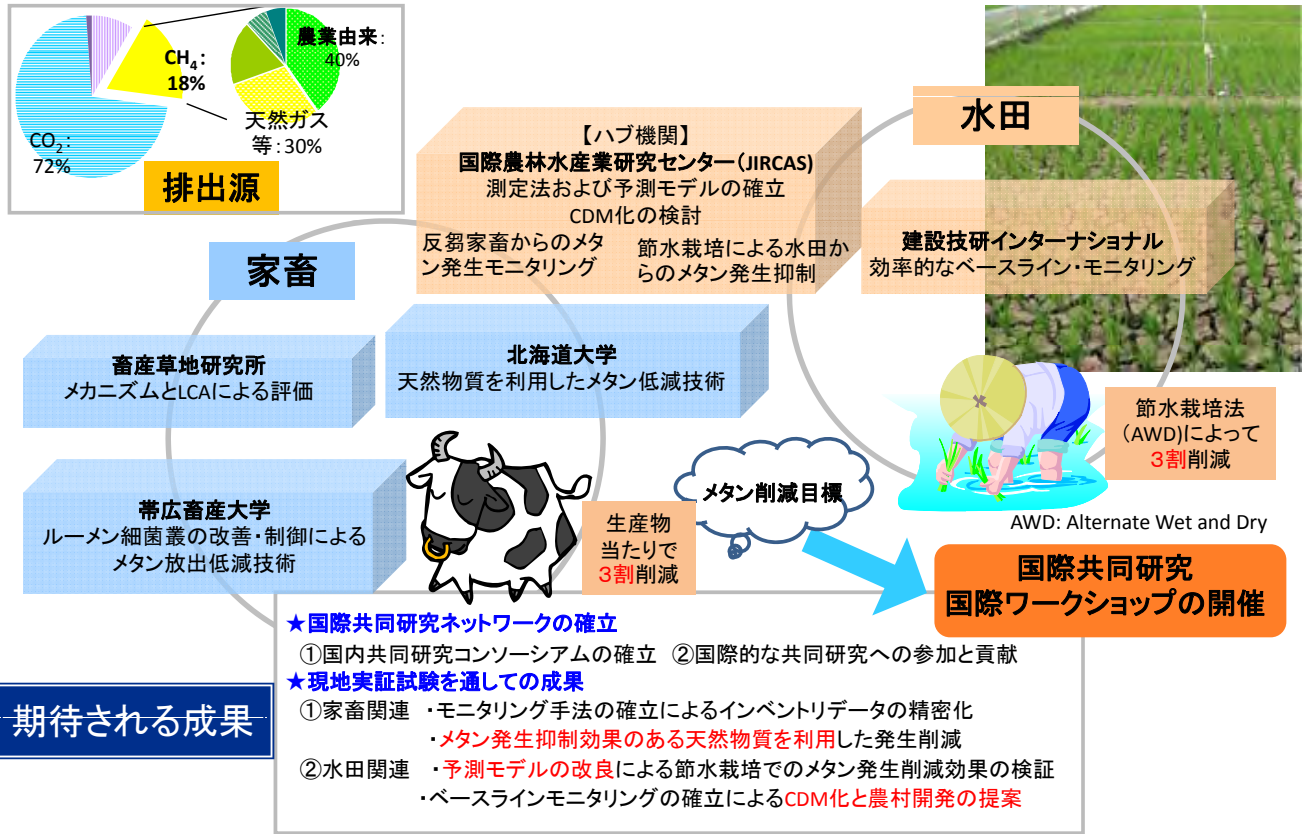 CH₄：
18%
農業由来：
40%
天然ガス
等：30%
CO₂：
72%
排出源
水田
【ハブ機関】
国際農林水産業研究センター（JIRCAS)
測定法および予測モデルの確立
CDM化の検討
反芻家畜からのメタ
ン発生モニタリング
節水栽培による水田か
らのメタン発生抑制
建設技研インターナショナル
効率的なベースライン・モニタリング
家畜
畜産草地研究所
メカニズムとLCAによる評価
北海道大学
天然物質を利用したメタン低減技術
帯広畜産大学
ルーメン細菌叢の改善・制御による
メタン放出低減技術
生産物
当たりで
３割削減
メタン削減目標
節水栽培法
（AWD)によって
３割削減
AWD: Alternate Wet and Dry
国際共同研究
国際ワークショップの開催
期待される成果
★国際共同研究ネットワークの確立
①国内共同研究コンソーシアムの確立 ②国際的な共同研究への参加と貢献
★現地実証試験を通しての成果
①家畜関連 ・モニタリング手法の確立によるインベントリデータの精密化
・メタン発生抑制効果のある天然物質を利用した発生削減
②水田関連 ・予測モデルの改良による節水栽培でのメタン発生削減効果の検証
・ベースラインモニタリングの確立によるCDM化と農村開発の提案